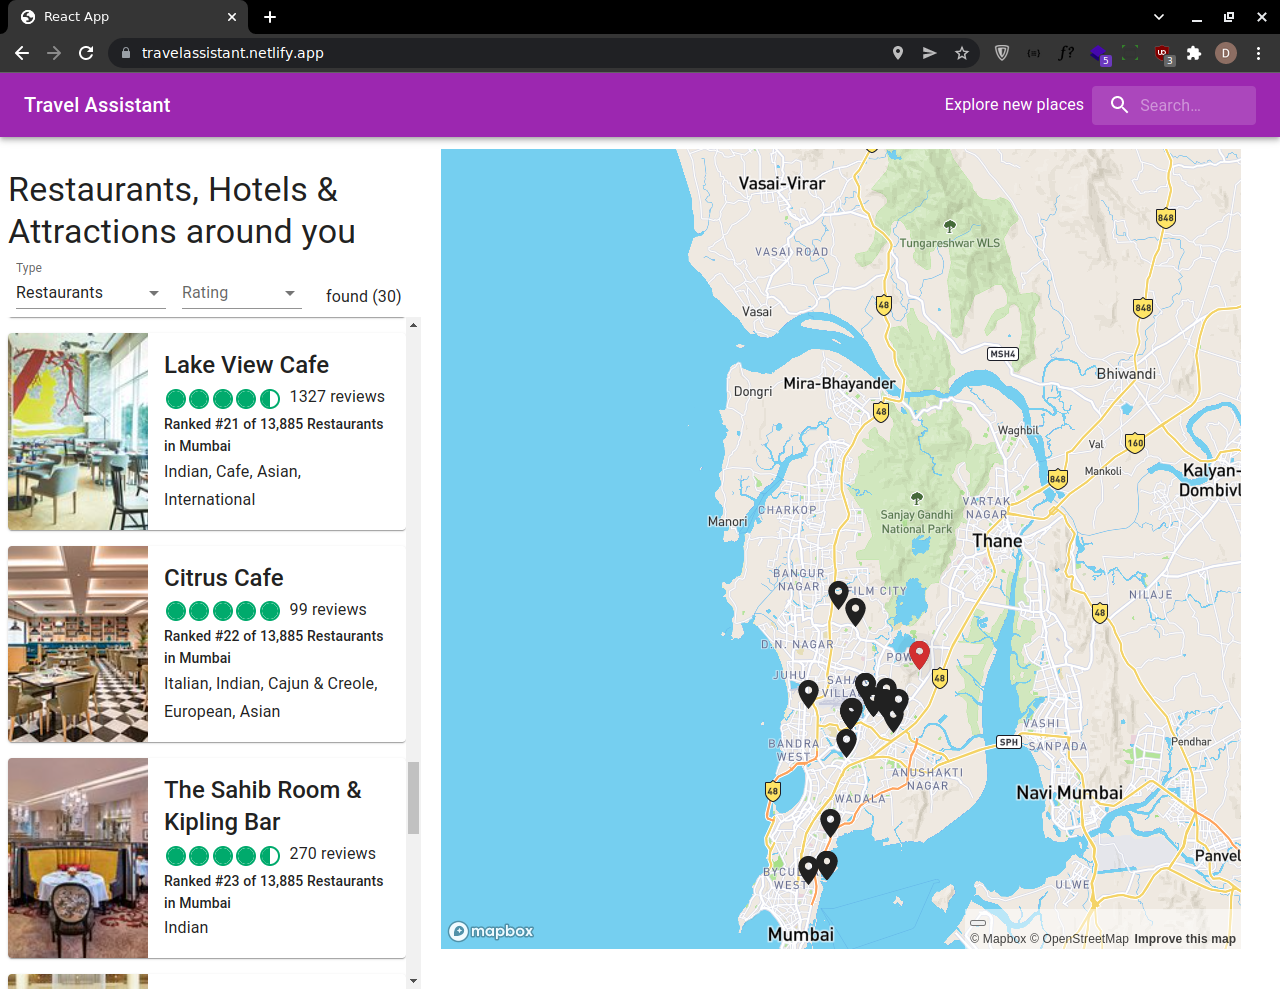 React App
travelassistant.netlify.app
f?
5
3
D
Travel Assistant
Explore new places
Search...
Restaurants, Hotels &
Attractions around you
Type
Restaurants
Rating
found (30)
Lake View Cafe
1327 reviews
Ranked #21 of 13,885 Restaurants
in Mumbai
Indian, Cafe, Asian,
International
Citrus Cafe
99 reviews
Ranked #22 of 13,885 Restaurants
in Mumbai
Italian, Indian, Cajun & Creole,
European, Asian
The Sahib Room &
Kipling Bar
270 reviews
Ranked #23 of 13,885 Restaurants
in Mumbai
Indian
Vasai-Virar
848
Tungareshwar WLS
VASAI ROAD
48
848
Vasai
MSH4
Bhiwandi
Mira-Bhayander
Dongri
48
Waghbil
Val
160
Mankoli
Kalyan-
Dombivl
848
VARTAK
NAGAR
CHARKOP
Manori
Sanjay Gandhi
National Park
Thane
BANGUR
NAGAR
FILM CITY
NILAJE
48
D.N. NAGAR
POW
JUHU
SAHA
VILLAG
48
VASHI
SANPADA
SPH
Pendhar
BANDRA
WEST
ANUSHAKTI
NAGAR
48
WADALA
Navi Mumbai
Panvel
BYCU
WEST
ULWE
Mumbai
mapbox
© Mapbox © OpenStreetMap Improve this map